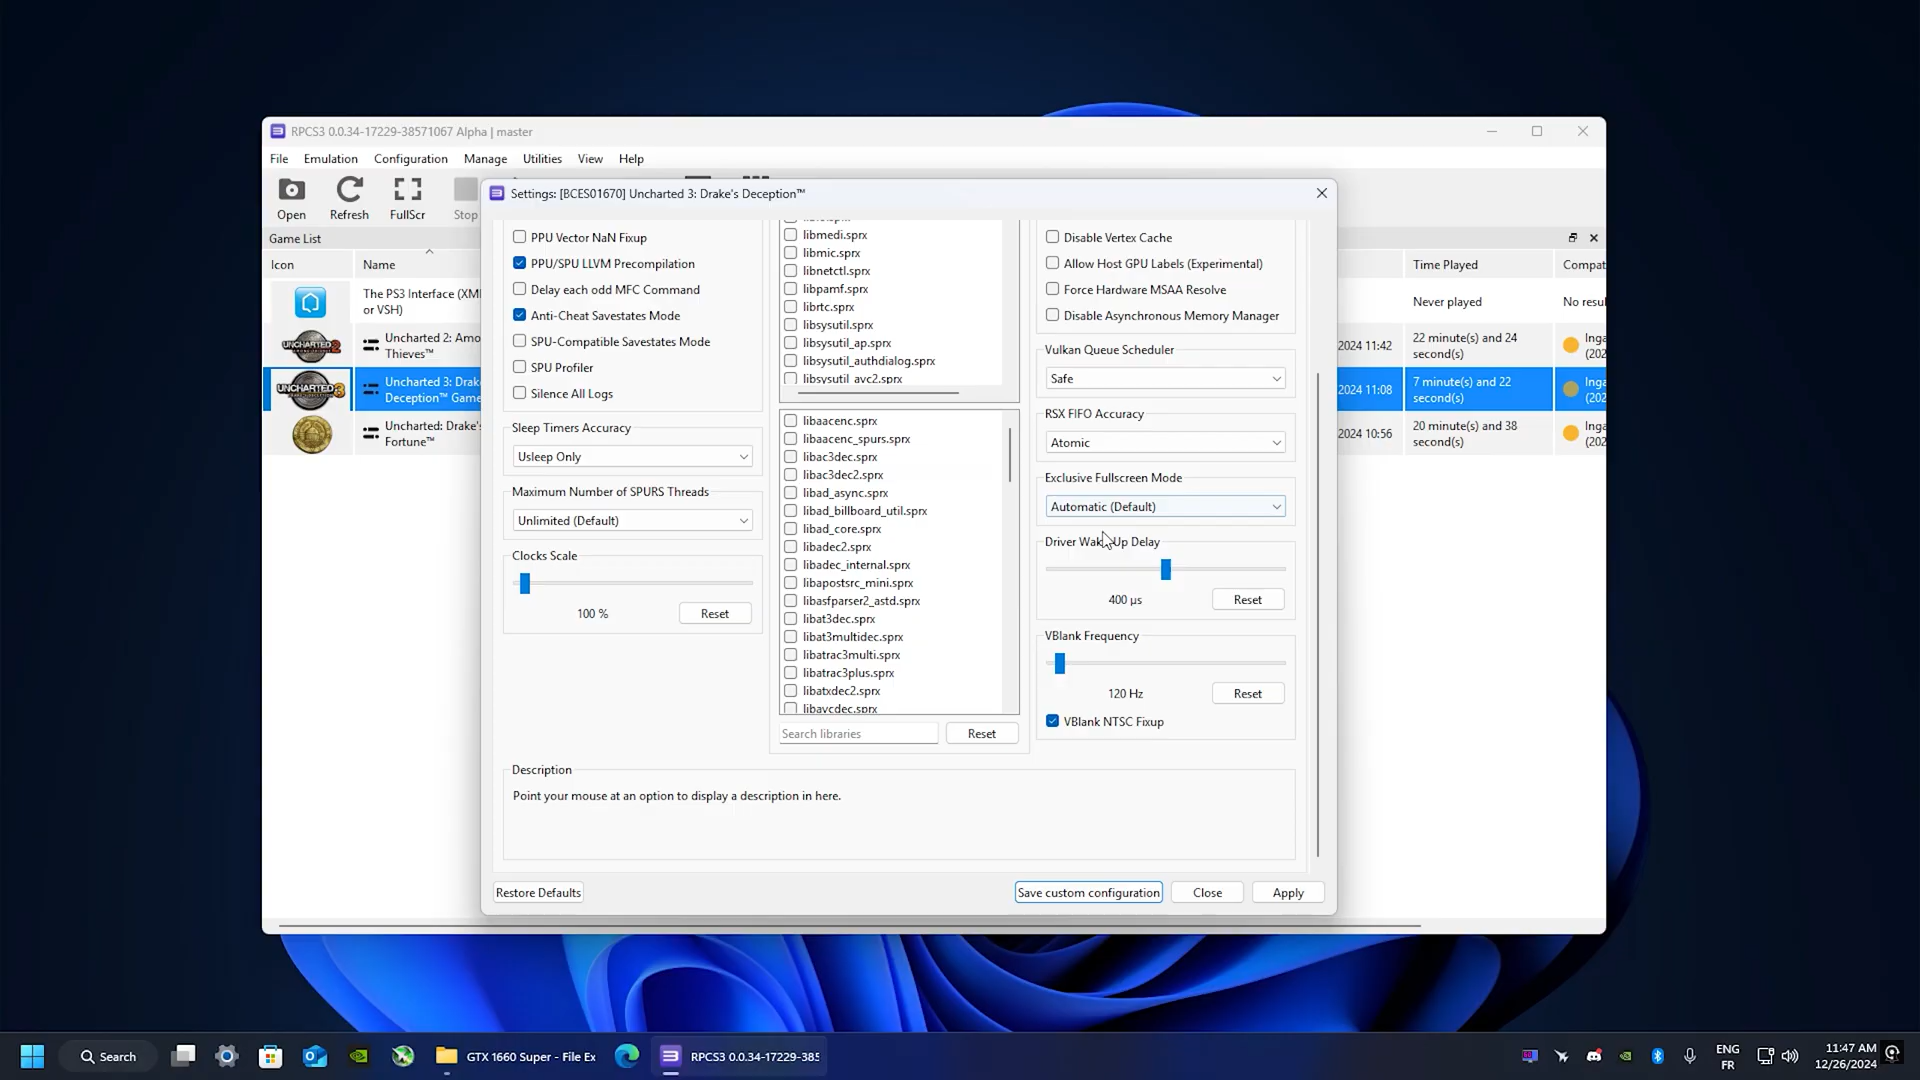 RPCS3 0.0.34-17229-38571067 Alpha | master
File Emulation Configuration Manage Utilities View Help
Open Refresh FullScr Stop
Settings: [BCES01670] Uncharted 3: Drake's Deception™
Game List
Icon Name Time Played Compat
The PS3 Interface (XM
or VSH) Never played No resul
Uncharted 2: Amo
Thieves™ 2024 11:42 22 minute(s) and 24
second(s) Inga
(202
Uncharted 3: Drak
Deception™ Game 2024 11:08 7 minute(s) and 22
second(s) Inga
(202
Uncharted: Drake's
Fortune™ 2024 10:56 20 minute(s) and 38
second(s) Inga
(202
PPU Vector NaN Fixup
PPU/SPU LLVM Precompilation
Delay each odd MFC Command
Anti-Cheat Savestates Mode
SPU-Compatible Savestates Mode
SPU Profiler
Silence All Logs
Sleep Timers Accuracy
Usleep Only
Maximum Number of SPURS Threads
Unlimited (Default)
Clocks Scale
100 % Reset
libmedi.sprx
libmic.sprx
libnetctl.sprx
libpamf.sprx
librtc.sprx
libsysutil.sprx
libsysutil_ap.sprx
libsysutil_authdialog.sprx
libsysutil_avc2.sprx
libaacenc.sprx
libaacenc_spurs.sprx
libac3dec.sprx
libac3dec2.sprx
libad_async.sprx
libad_billboard_util.sprx
libad_core.sprx
libadec2.sprx
libadec_internal.sprx
libapostsrc_mini.sprx
libasfparser2_astd.sprx
libat3dec.sprx
libat3multidec.sprx
libatrac3multi.sprx
libatrac3plus.sprx
libatxdec2.sprx
libavcdec.sprx
Search libraries Reset
Disable Vertex Cache
Allow Host GPU Labels (Experimental)
Force Hardware MSAA Resolve
Disable Asynchronous Memory Manager
Vulkan Queue Scheduler
Safe
RSX FIFO Accuracy
Atomic
Exclusive Fullscreen Mode
Automatic (Default)
Driver Wake-Up Delay
400 µs Reset
VBlank Frequency
120 Hz Reset
VBlank NTSC Fixup
Description
Point your mouse at an option to display a description in here.
Restore Defaults Save custom configuration Close Apply
Search GTX 1660 Super - File Ex RPCS3 0.0.34-17229-385
ENG
FR
11:47 AM
12/26/2024